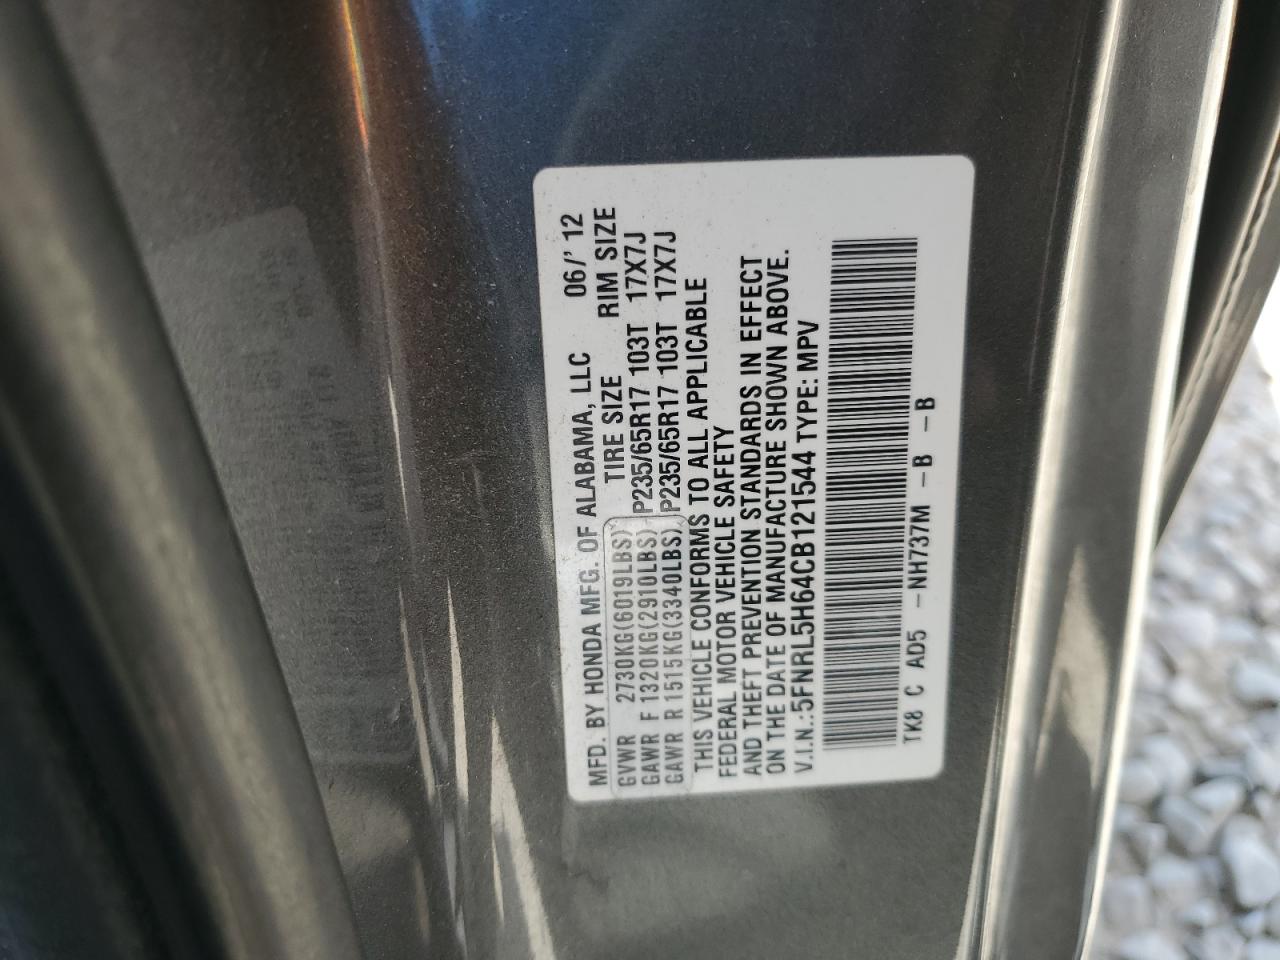 MFD. BY HONDA MFG. OF ALABAMA, LLC 06/'12
GVWR 2730KG(6019LBS) TIRE SIZE RIM SIZE
GAWR F 1320KG(2910LBS) P235/65R17 103T 17X7J
GAWR R 1515KG(3340LBS) P235/65R17 103T 17X7J
THIS VEHICLE CONFORMS TO ALL APPLICABLE
FEDERAL MOTOR VEHICLE SAFETY
AND THEFT PREVENTION STANDARDS IN EFFECT
ON THE DATE OF MANUFACTURE SHOWN ABOVE.
V.I.N.:5FNRL5H64CB121544 TYPE: MPV
TK8 C AD5 -NH737M -B -B